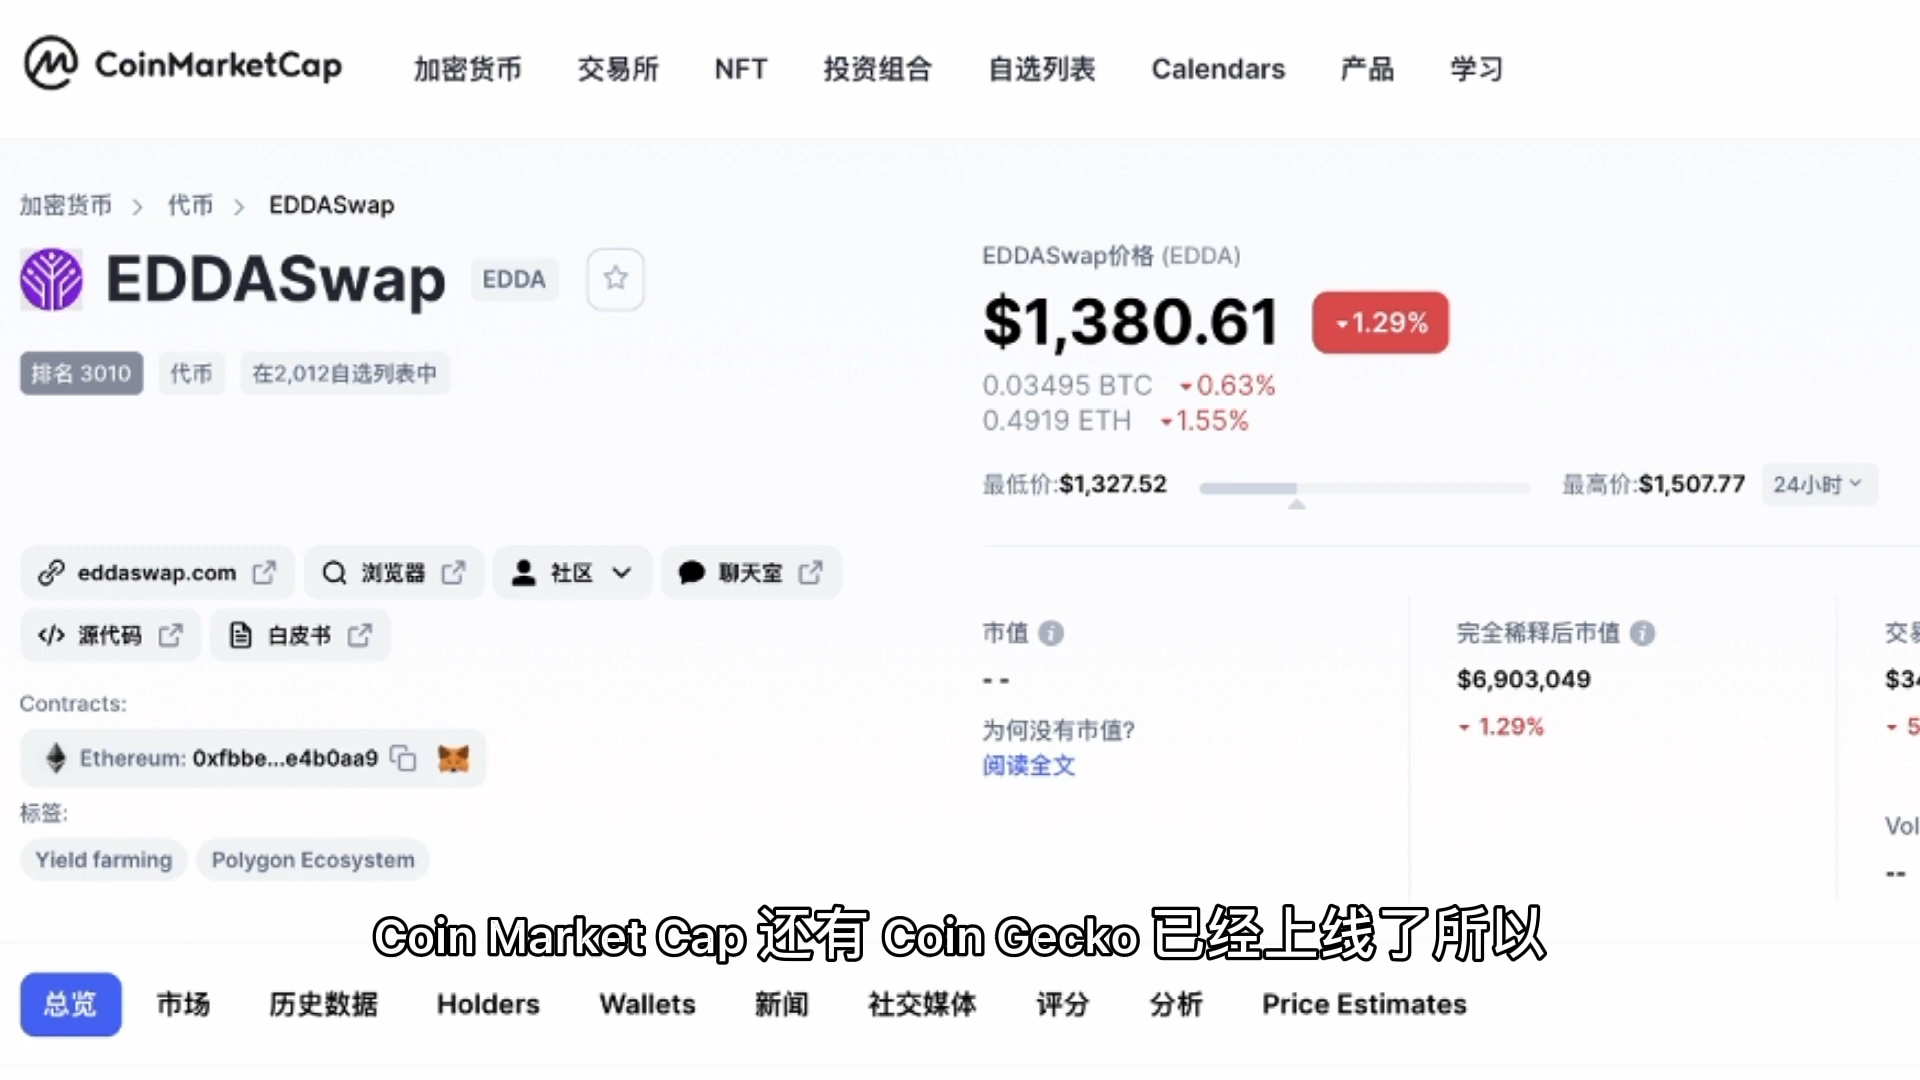 CoinMarketCap 加密货币 交易所 NFT 投资组合 自选列表 Calendars 产品 学习
加密货币 > 代币 > EDDASwap
EDDASwap EDDA
排名 3010 代币 在2,012自选列表中
EDDASwap价格 (EDDA)
$1,380.61 1.29%
0.03495 BTC 0.63%
0.4919 ETH 1.55%
最低价:$1,327.52 最高价:$1,507.77 24小时
eddaswap.com 浏览器 社区 聊天室
</> 源代码 白皮书
Contracts:
Ethereum: 0xfbbe...e4b0aa9
标签:
Yield farming Polygon Ecosystem
市值
- -
为何没有市值?
阅读全文
完全稀释后市值
$6,903,049
1.29%
$34
5
Vol
--
Coin Market Cap 还有 Coin Gecko 已经上线了所以
总览 市场 历史数据 Holders Wallets 新闻 社交媒体 评分 分析 Price Estimates